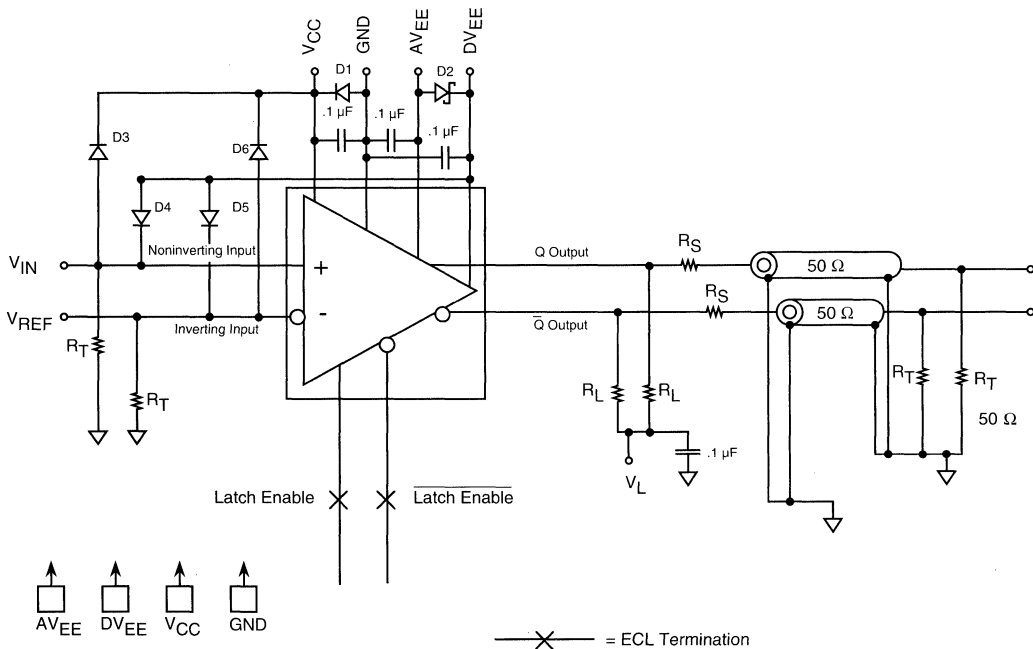 VCC
GND
AVEE
DVEE
D1
D2
.1 µF
.1 µF
.1 µF
D3
D6
D4
D5
Noninverting Input
VIN
+
Q Output
RS
50 Ω
VREF
Inverting Input
-
Q̅ Output
RS
50 Ω
RT
RT
RL
RL
RT
RT
50 Ω
.1 µF
VL
Latch Enable
L̅a̅t̅c̅h̅ ̅E̅n̅a̅b̅l̅e̅
AVEE
DVEE
VCC
GND
= ECL Termination